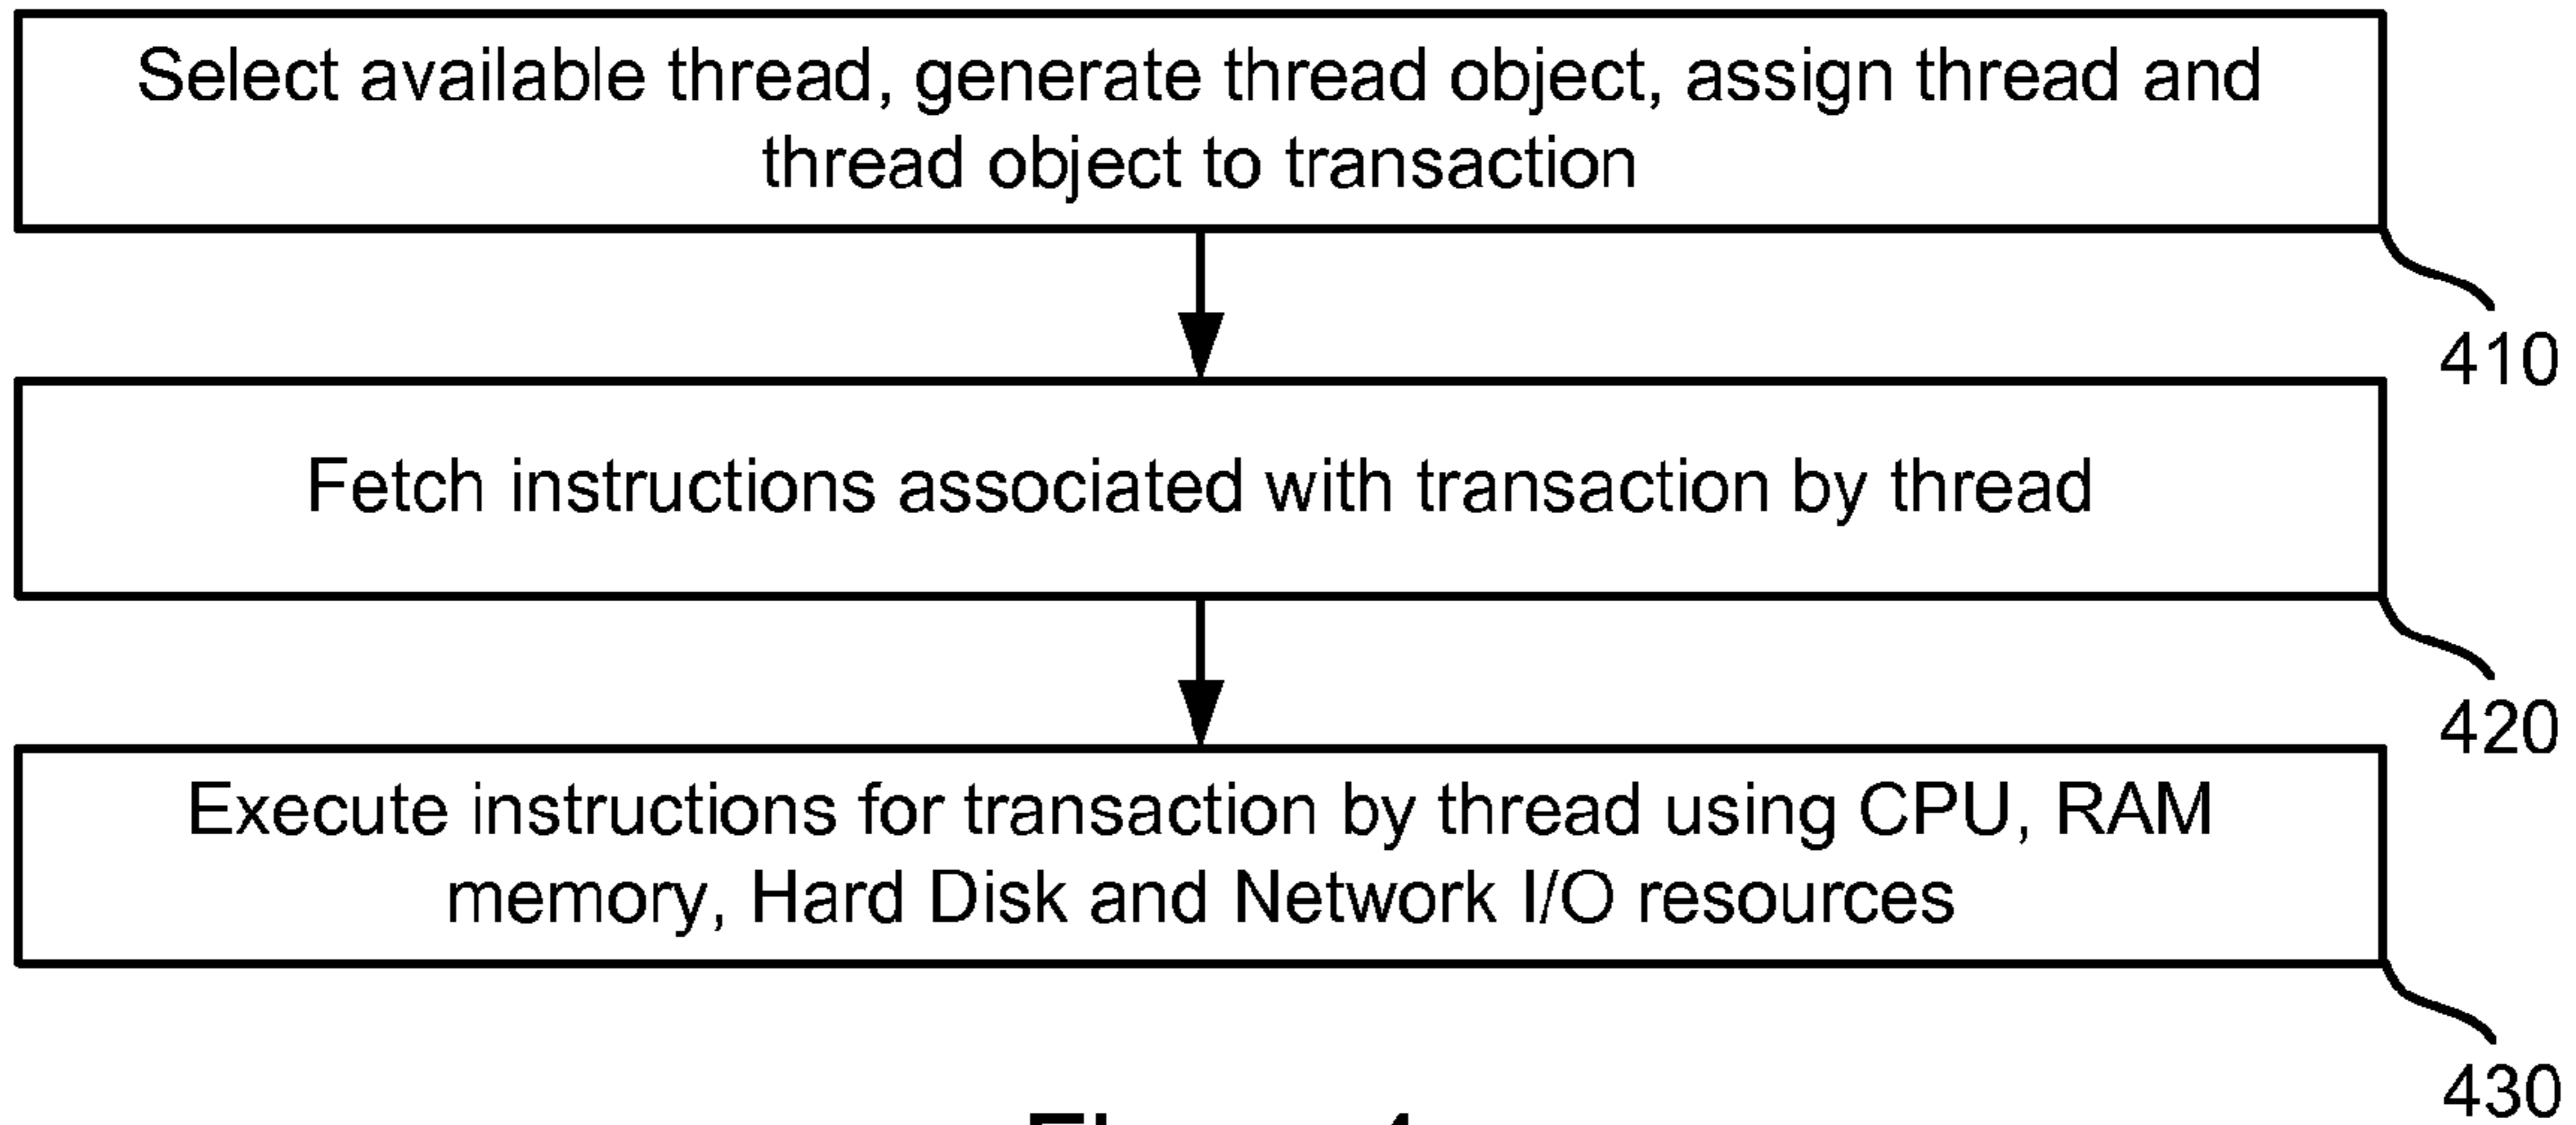 Select available thread, generate thread object, assign thread and
thread object to transaction
410
Fetch instructions associated with transaction by thread
420
Execute instructions for transaction by thread using CPU, RAM
memory, Hard Disk and Network I/O resources
430